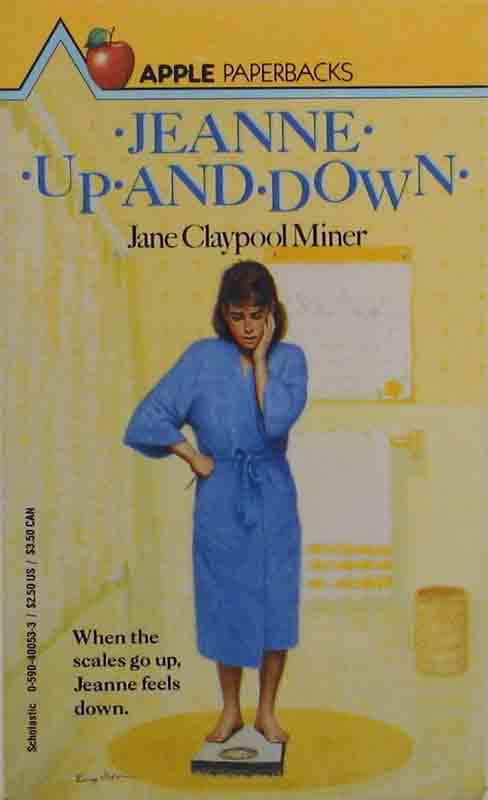 APPLE PAPERBACKS
·JEANNE·
·UP·AND·DOWN·
Jane Claypool Miner
When the
scales go up,
Jeanne feels
down.
Scholastic 0-590-40053-3 / $2.50 US / $3.50 CAN